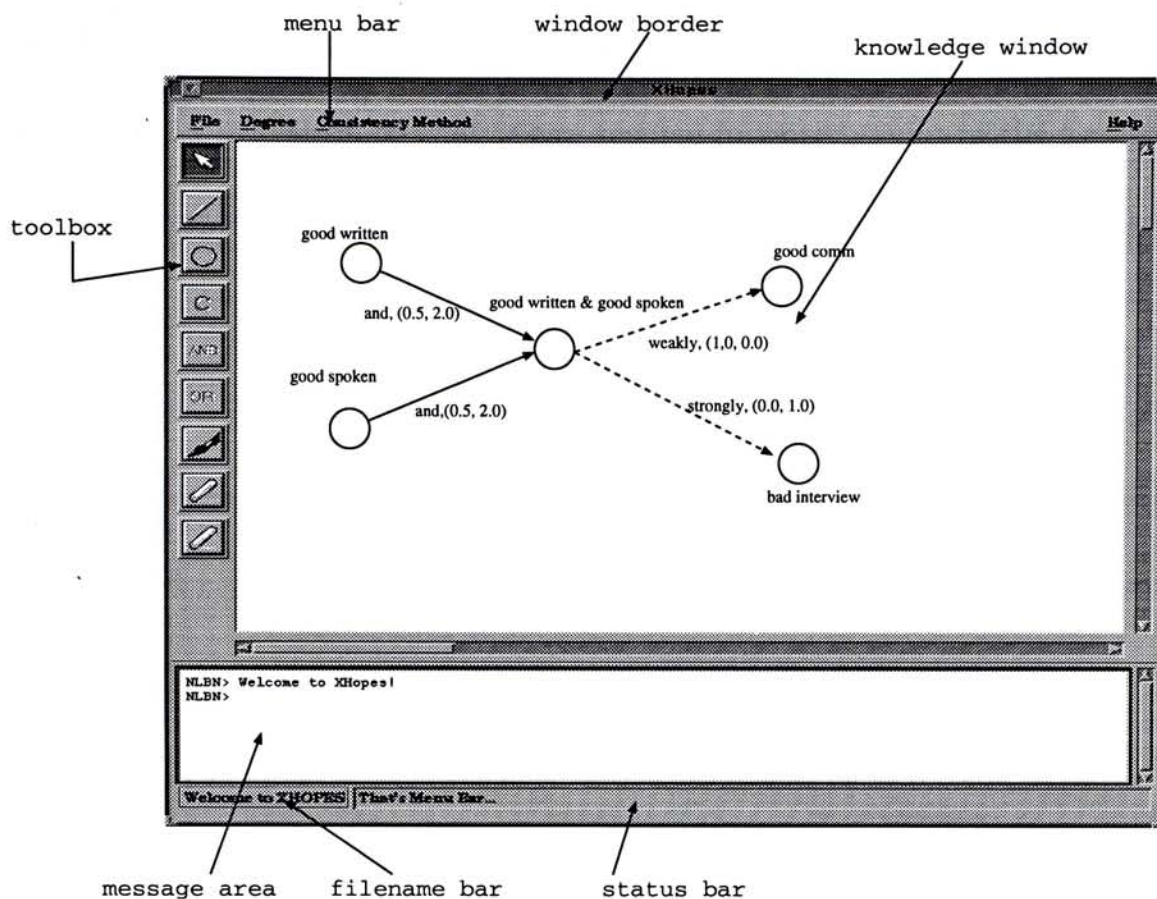 menu bar
window border
knowledge window
XHopes
File Degree Consistency Method Help
toolbox
good written
good comm
and, (0.5, 2.0)
good written & good spoken
C
weakly, (1,0, 0.0)
AND
good spoken
OR
and,(0.5, 2.0)
strongly, (0.0, 1.0)
bad interview
NLBN> Welcome to XHopes!
NLBN>
Welcome to XHOPES
That's Menu Bar...
message area
filename bar
status bar